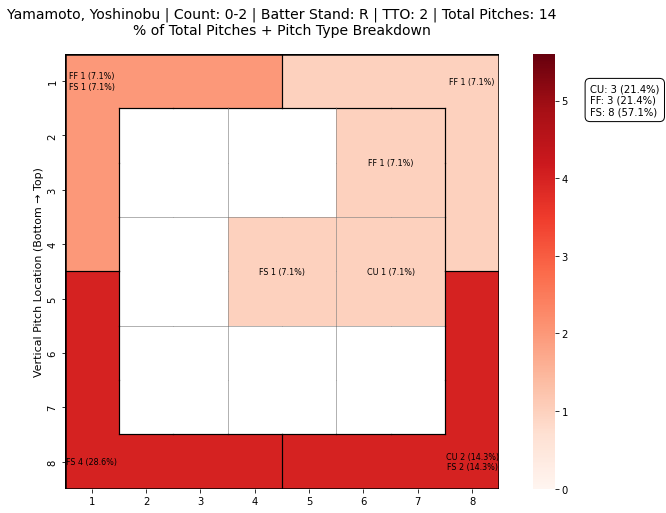 Yamamoto, Yoshinobu | Count: 0-2 | Batter Stand: R | TTO: 2 | Total Pitches: 14
% of Total Pitches + Pitch Type Breakdown
FF 1 (7.1%)
FS 1 (7.1%)
FF 1 (7.1%)
FF 1 (7.1%)
FS 1 (7.1%)
CU 1 (7.1%)
FS 4 (28.6%)
CU 2 (14.3%)
FS 2 (14.3%)
Vertical Pitch Location (Bottom → Top)
1
2
3
4
5
6
7
8
1
2
3
4
5
6
7
8
5
4
3
2
1
0
CU: 3 (21.4%)
FF: 3 (21.4%)
FS: 8 (57.1%)